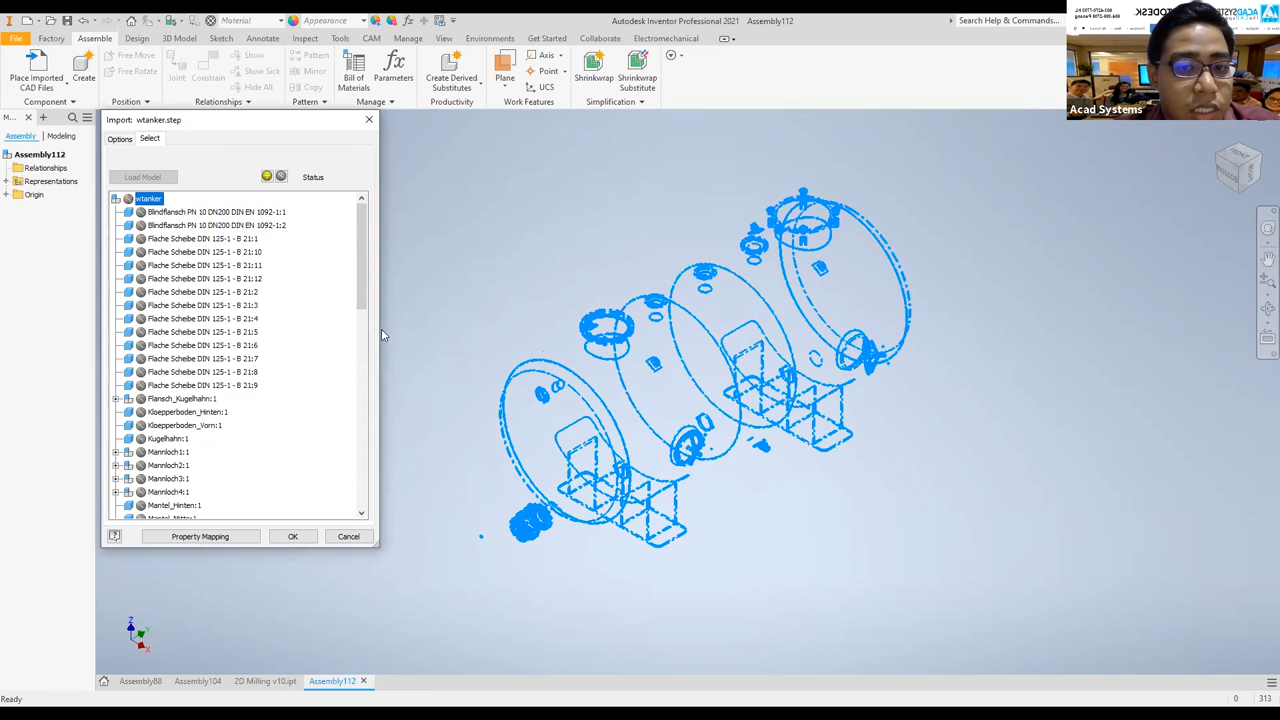 Material
Appearance
Autodesk Inventor Professional 2021
Assembly112
Search Help & Commands...
File
Factory
Assemble
Design
3D Model
Sketch
Annotate
Inspect
Tools
CAM
Manage
View
Environments
Get Started
Collaborate
Electromechanical
Place Imported
CAD Files
Create
Free Move
Free Rotate
Joint
Constrain
Show
Show Sick
Hide All
Pattern
Mirror
Copy
Bill of
Materials
Parameters
Create Derived
Substitutes
Plane
Axis
Point
UCS
Shrinkwrap
Shrinkwrap
Substitute
Component
Position
Relationships
Pattern
Manage
Productivity
Work Features
Simplification
Acad Systems
M...
Assembly
Modeling
Assembly112
Relationships
Representations
Origin
Import: wtanker.step
Options
Select
Load Model
Status
wtanker
Blindflansch PN 10 DN200 DIN EN 1092-1:1
Blindflansch PN 10 DN200 DIN EN 1092-1:2
Flache Scheibe DIN 125-1 - B 21:1
Flache Scheibe DIN 125-1 - B 21:10
Flache Scheibe DIN 125-1 - B 21:11
Flache Scheibe DIN 125-1 - B 21:12
Flache Scheibe DIN 125-1 - B 21:2
Flache Scheibe DIN 125-1 - B 21:3
Flache Scheibe DIN 125-1 - B 21:4
Flache Scheibe DIN 125-1 - B 21:5
Flache Scheibe DIN 125-1 - B 21:6
Flache Scheibe DIN 125-1 - B 21:7
Flache Scheibe DIN 125-1 - B 21:8
Flache Scheibe DIN 125-1 - B 21:9
Flansch_Kugelhahn:1
Kloepperboden_Hinten:1
Kloepperboden_Vorn:1
Kugelhahn:1
Mannloch1:1
Mannloch2:1
Mannloch3:1
Mannloch4:1
Mantel_Hinten:1
Mantel_Mitte:1
Property Mapping
OK
Cancel
FRONT
BOTTOM
Z
Y
X
Assembly88
Assembly104
2D Milling v10.ipt
Assembly112
Ready
0
313